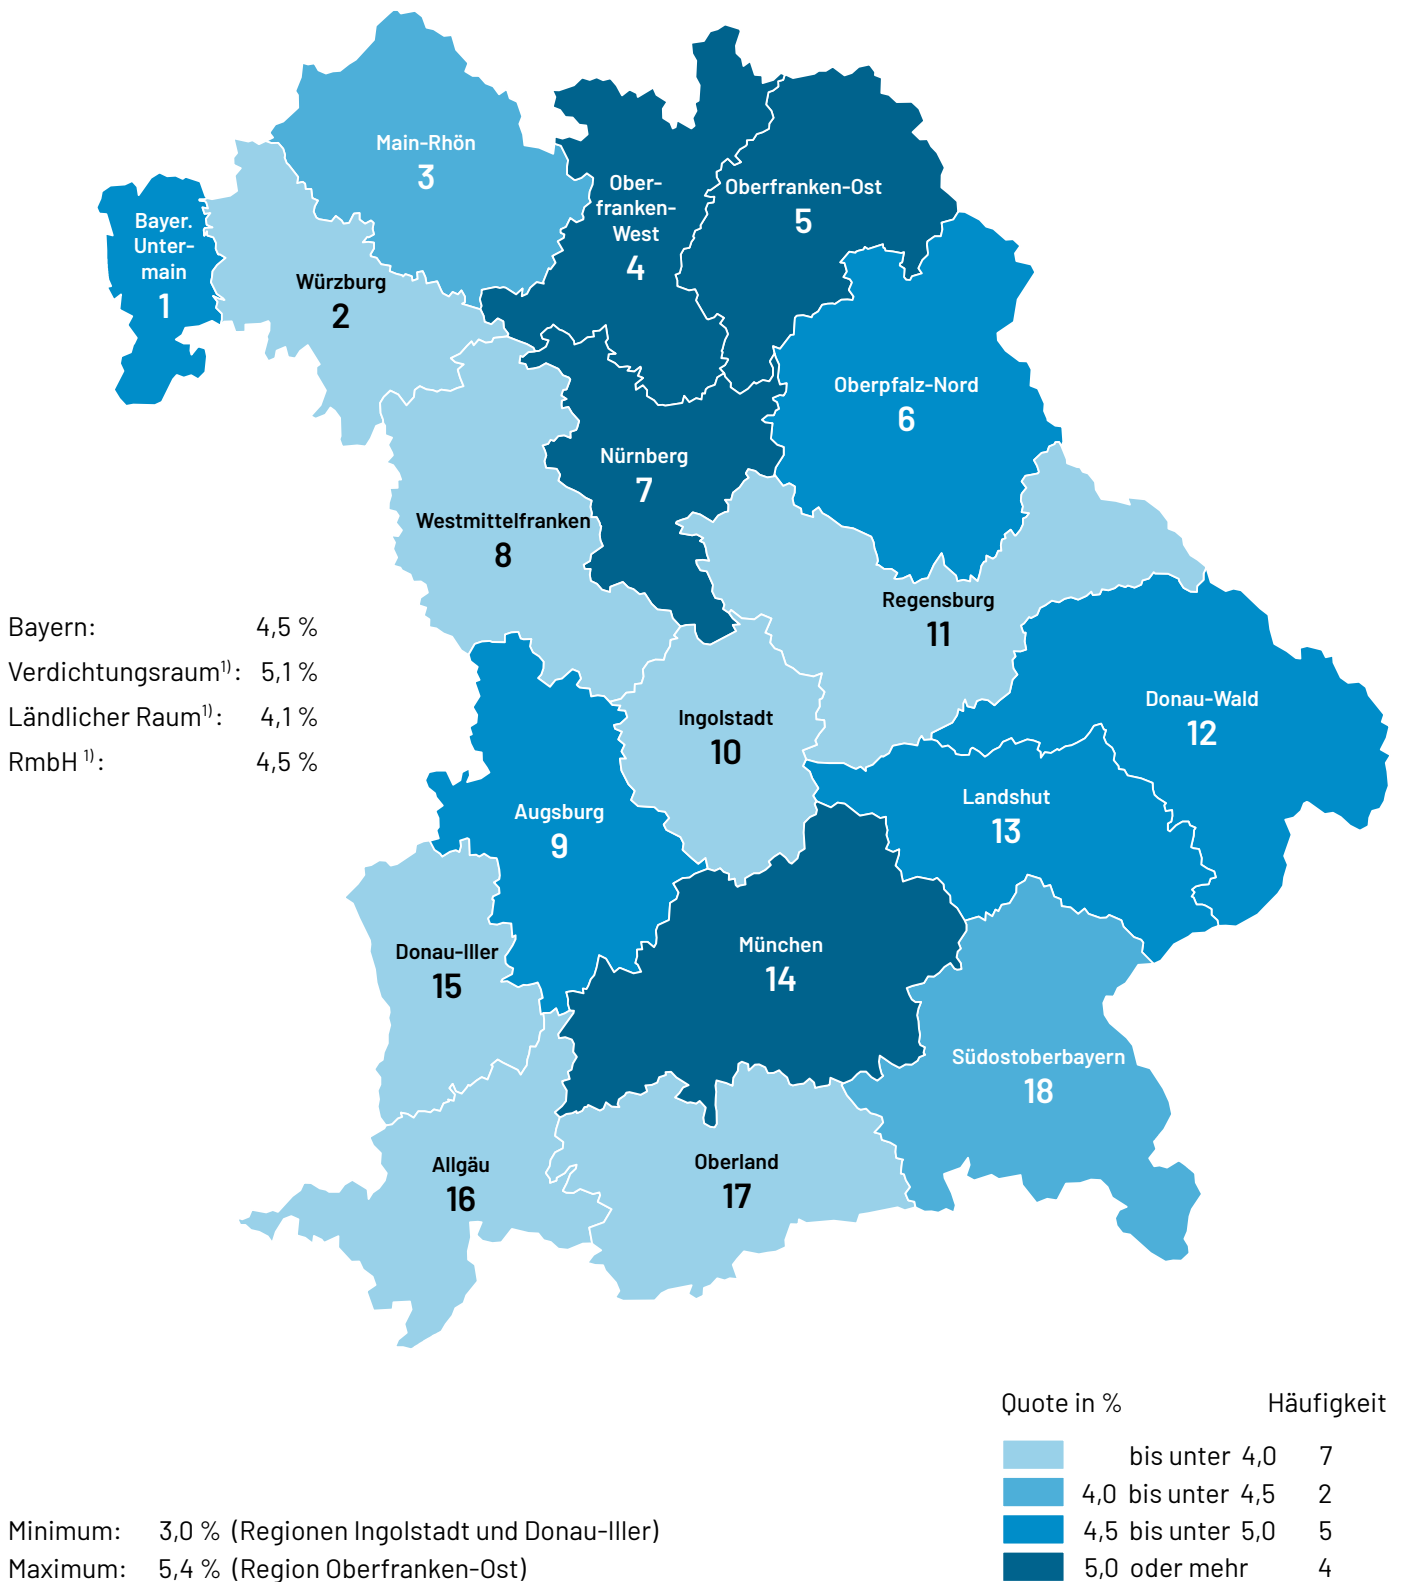 Main-Rhön
3
Ober-
franken-
West
4
Oberfranken-Ost
5
Bayer.
Unter-
main
1
Würzburg
2
Oberpfalz-Nord
6
Nürnberg
7
Westmittelfranken
8
Regensburg
11
Bayern: 4,5 %
Verdichtungsraum1): 5,1 %
Ländlicher Raum1): 4,1 %
RmbH 1): 4,5 %
Donau-Wald
12
Ingolstadt
10
Landshut
13
Augsburg
9
München
14
Donau-Iller
15
Südostoberbayern
18
Allgäu
16
Oberland
17
Quote in % Häufigkeit
bis unter 4,0 7
4,0 bis unter 4,5 2
4,5 bis unter 5,0 5
5,0 oder mehr 4
Minimum: 3,0 % (Regionen Ingolstadt und Donau-Iller)
Maximum: 5,4 % (Region Oberfranken-Ost)